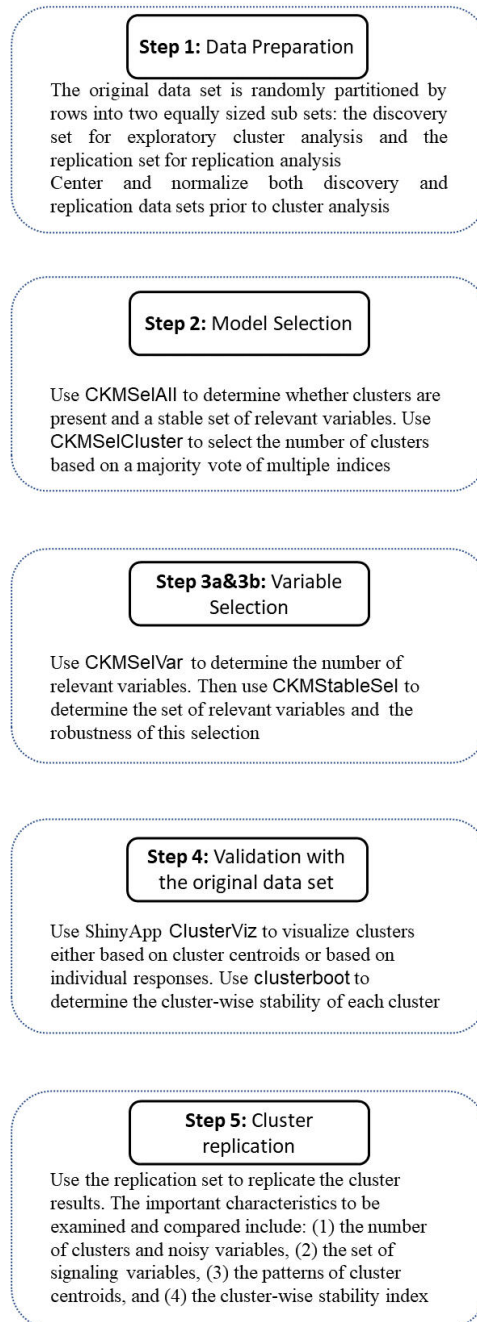 Step 1: Data Preparation
The original data set is randomly partitioned by
rows into two equally sized sub sets: the discovery
set for exploratory cluster analysis and the
replication set for replication analysis
Center and normalize both discovery and
replication data sets prior to cluster analysis
Step 2: Model Selection
Use CKMSelAll to determine whether clusters are
present and a stable set of relevant variables. Use
CKMSelCluster to select the number of clusters
based on a majority vote of multiple indices
Step 3a&3b: Variable
Selection
Use CKMSelVar to determine the number of
relevant variables. Then use CKMStableSel to
determine the set of relevant variables and the
robustness of this selection
Step 4: Validation with
the original data set
Use ShinyApp ClusterViz to visualize clusters
either based on cluster centroids or based on
individual responses. Use clusterboot to
determine the cluster-wise stability of each cluster
Step 5: Cluster
replication
Use the replication set to replicate the cluster
results. The important characteristics to be
examined and compared include: (1) the number
of clusters and noisy variables, (2) the set of
signaling variables, (3) the patterns of cluster
centroids, and (4) the cluster-wise stability index